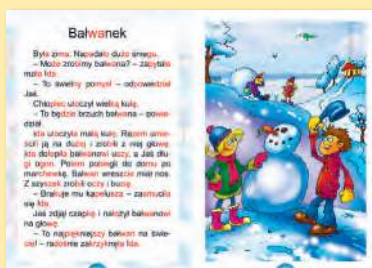 Bałwanek
Była zima. Napadało dużo śniegu.
– Może zrobimy bałwana? – zapytała
mała Ida.
– To świetny pomysł – odpowiedział
Jaś.
Chłopiec utoczył wielką kulę.
– To będzie brzuch bałwana – powie-
dział.
Ida utoczyła małą kulę. Razem umie-
ścili ją na dużej i zrobili z niej głowę.
Ida dolepiła bałwanowi uszy, a Jaś dłu-
gi ogon. Potem pobiegli do domu po
marchewkę. Bałwan wreszcie miał nos.
Z szyszek zrobili oczy i buzię.
– Brakuje mu kapelusza – zasmuciła
się Ida.
Jaś zdjął czapkę i nałożył bałwanowi
na głowę.
– To najpiękniejszy bałwan na świe-
cie! – radośnie zakrzyknęła Ida.